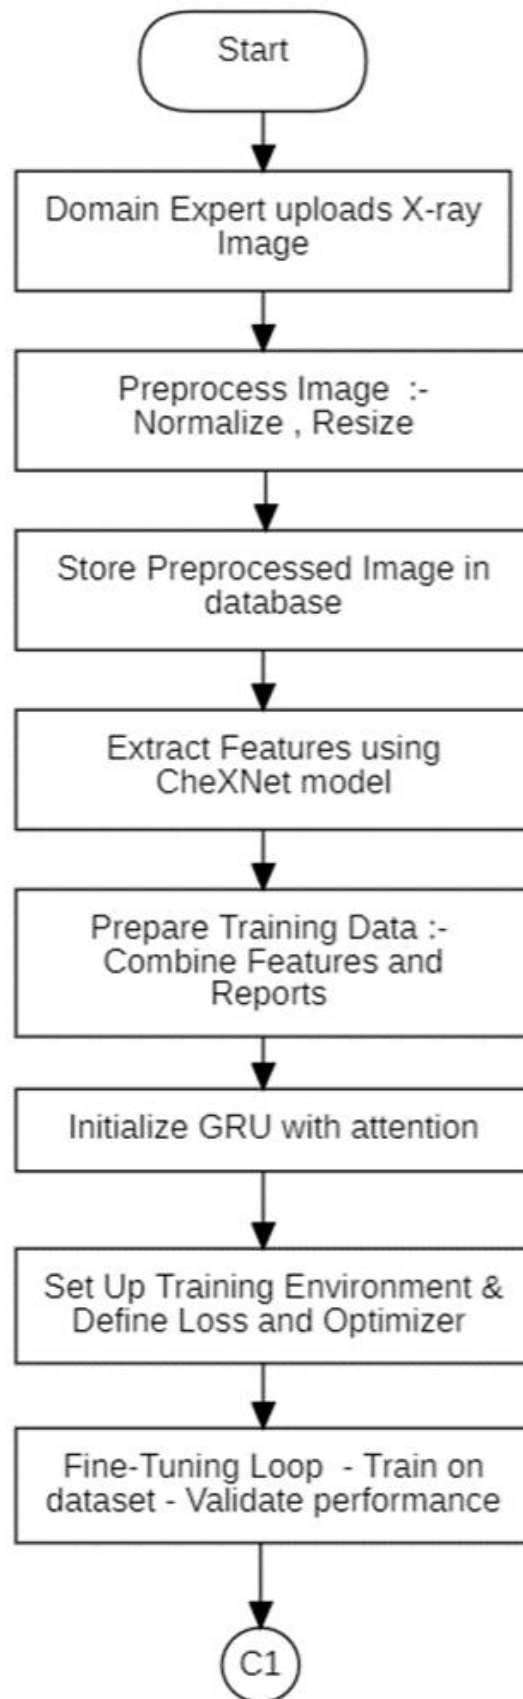 Start
Domain Expert uploads X-ray
Image
Preprocess Image :-
Normalize , Resize
Store Preprocessed Image in
database
Extract Features using
CheXNet model
Prepare Training Data :-
Combine Features and
Reports
Initialize GRU with attention
Set Up Training Environment &
Define Loss and Optimizer
Fine-Tuning Loop - Train on
dataset - Validate performance
C1